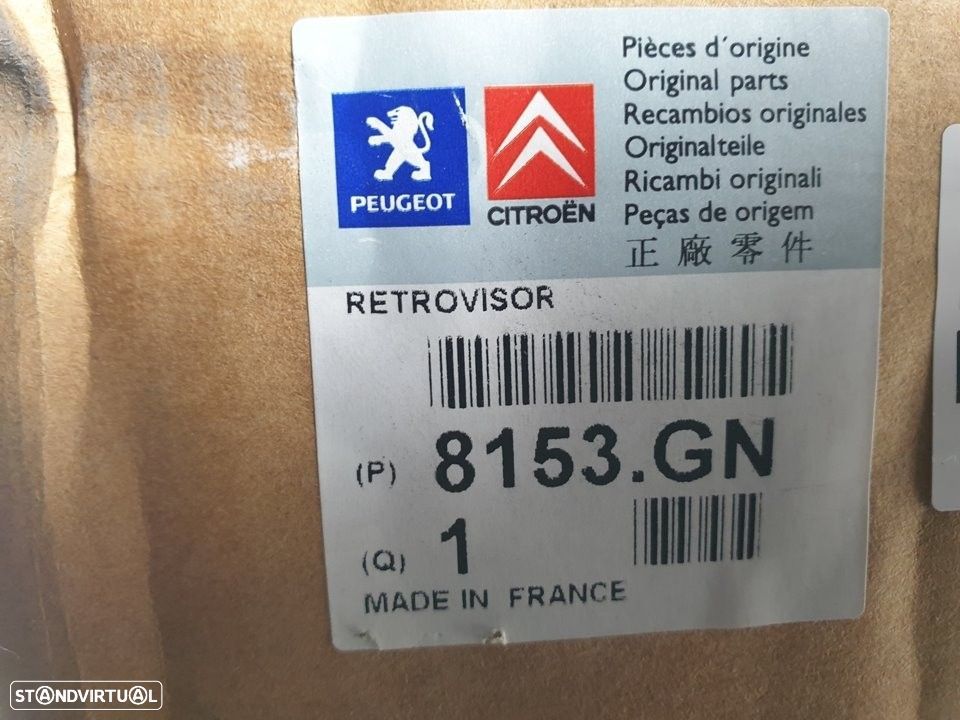 Pièces d´origine
Original parts
Recambios originales
Originalteile
Ricambi originali
Peças de origem
正廠零件
PEUGEOT
CITROËN
RETROVISOR
(P) 8153.GN
(Q) 1
MADE IN FRANCE
STANDVIRTUAL